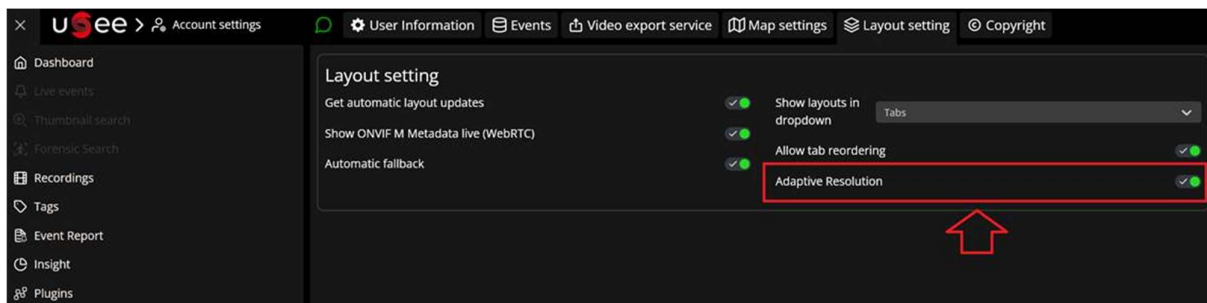 usee > Account settings
User Information
Events
Video export service
Map settings
Layout setting
Copyright
Dashboard
Live events
Thumbnail search
Forensic Search
Recordings
Tags
Event Report
Insight
Plugins
Layout setting
Get automatic layout updates
Show ONVIF M Metadata live (WebRTC)
Automatic fallback
Show layouts in
dropdown
Tabs
Allow tab reordering
Adaptive Resolution